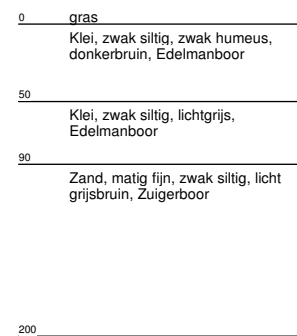 0 gras
Klei, zwak siltig, zwak humeus,
donkerbruin, Edelmanboor
50
Klei, zwak siltig, lichtgrijs,
Edelmanboor
90
Zand, matig fijn, zwak siltig, licht
grijsbruin, Zuigerboor
200